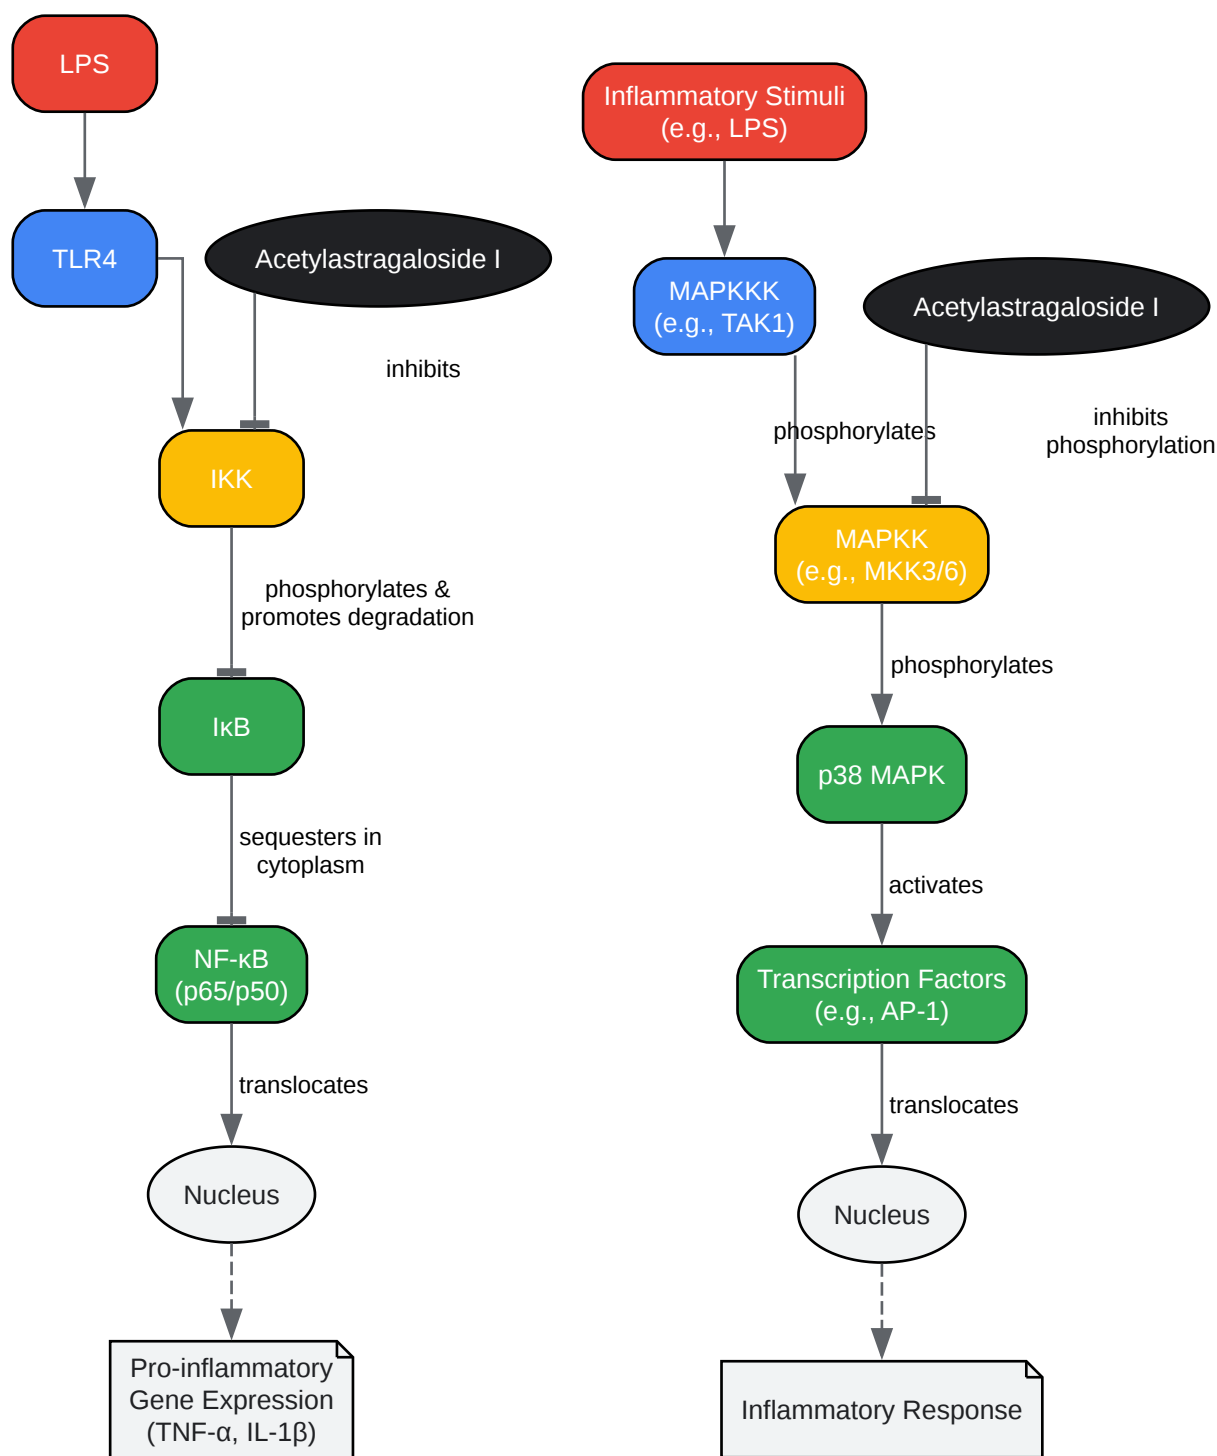 LPS
TLR4
Acetylastragaloside I
inhibits
IKK
phosphorylates &
promotes degradation
IκB
sequesters in
cytoplasm
NF-κB
(p65/p50)
translocates
Nucleus
Pro-inflammatory
Gene Expression
(TNF-α, IL-1β)
Inflammatory Stimuli
(e.g., LPS)
MAPKKK
(e.g., TAK1)
Acetylastragaloside I
phosphorylates
inhibits
phosphorylation
MAPKK
(e.g., MKK3/6)
phosphorylates
p38 MAPK
activates
Transcription Factors
(e.g., AP-1)
translocates
Nucleus
Inflammatory Response